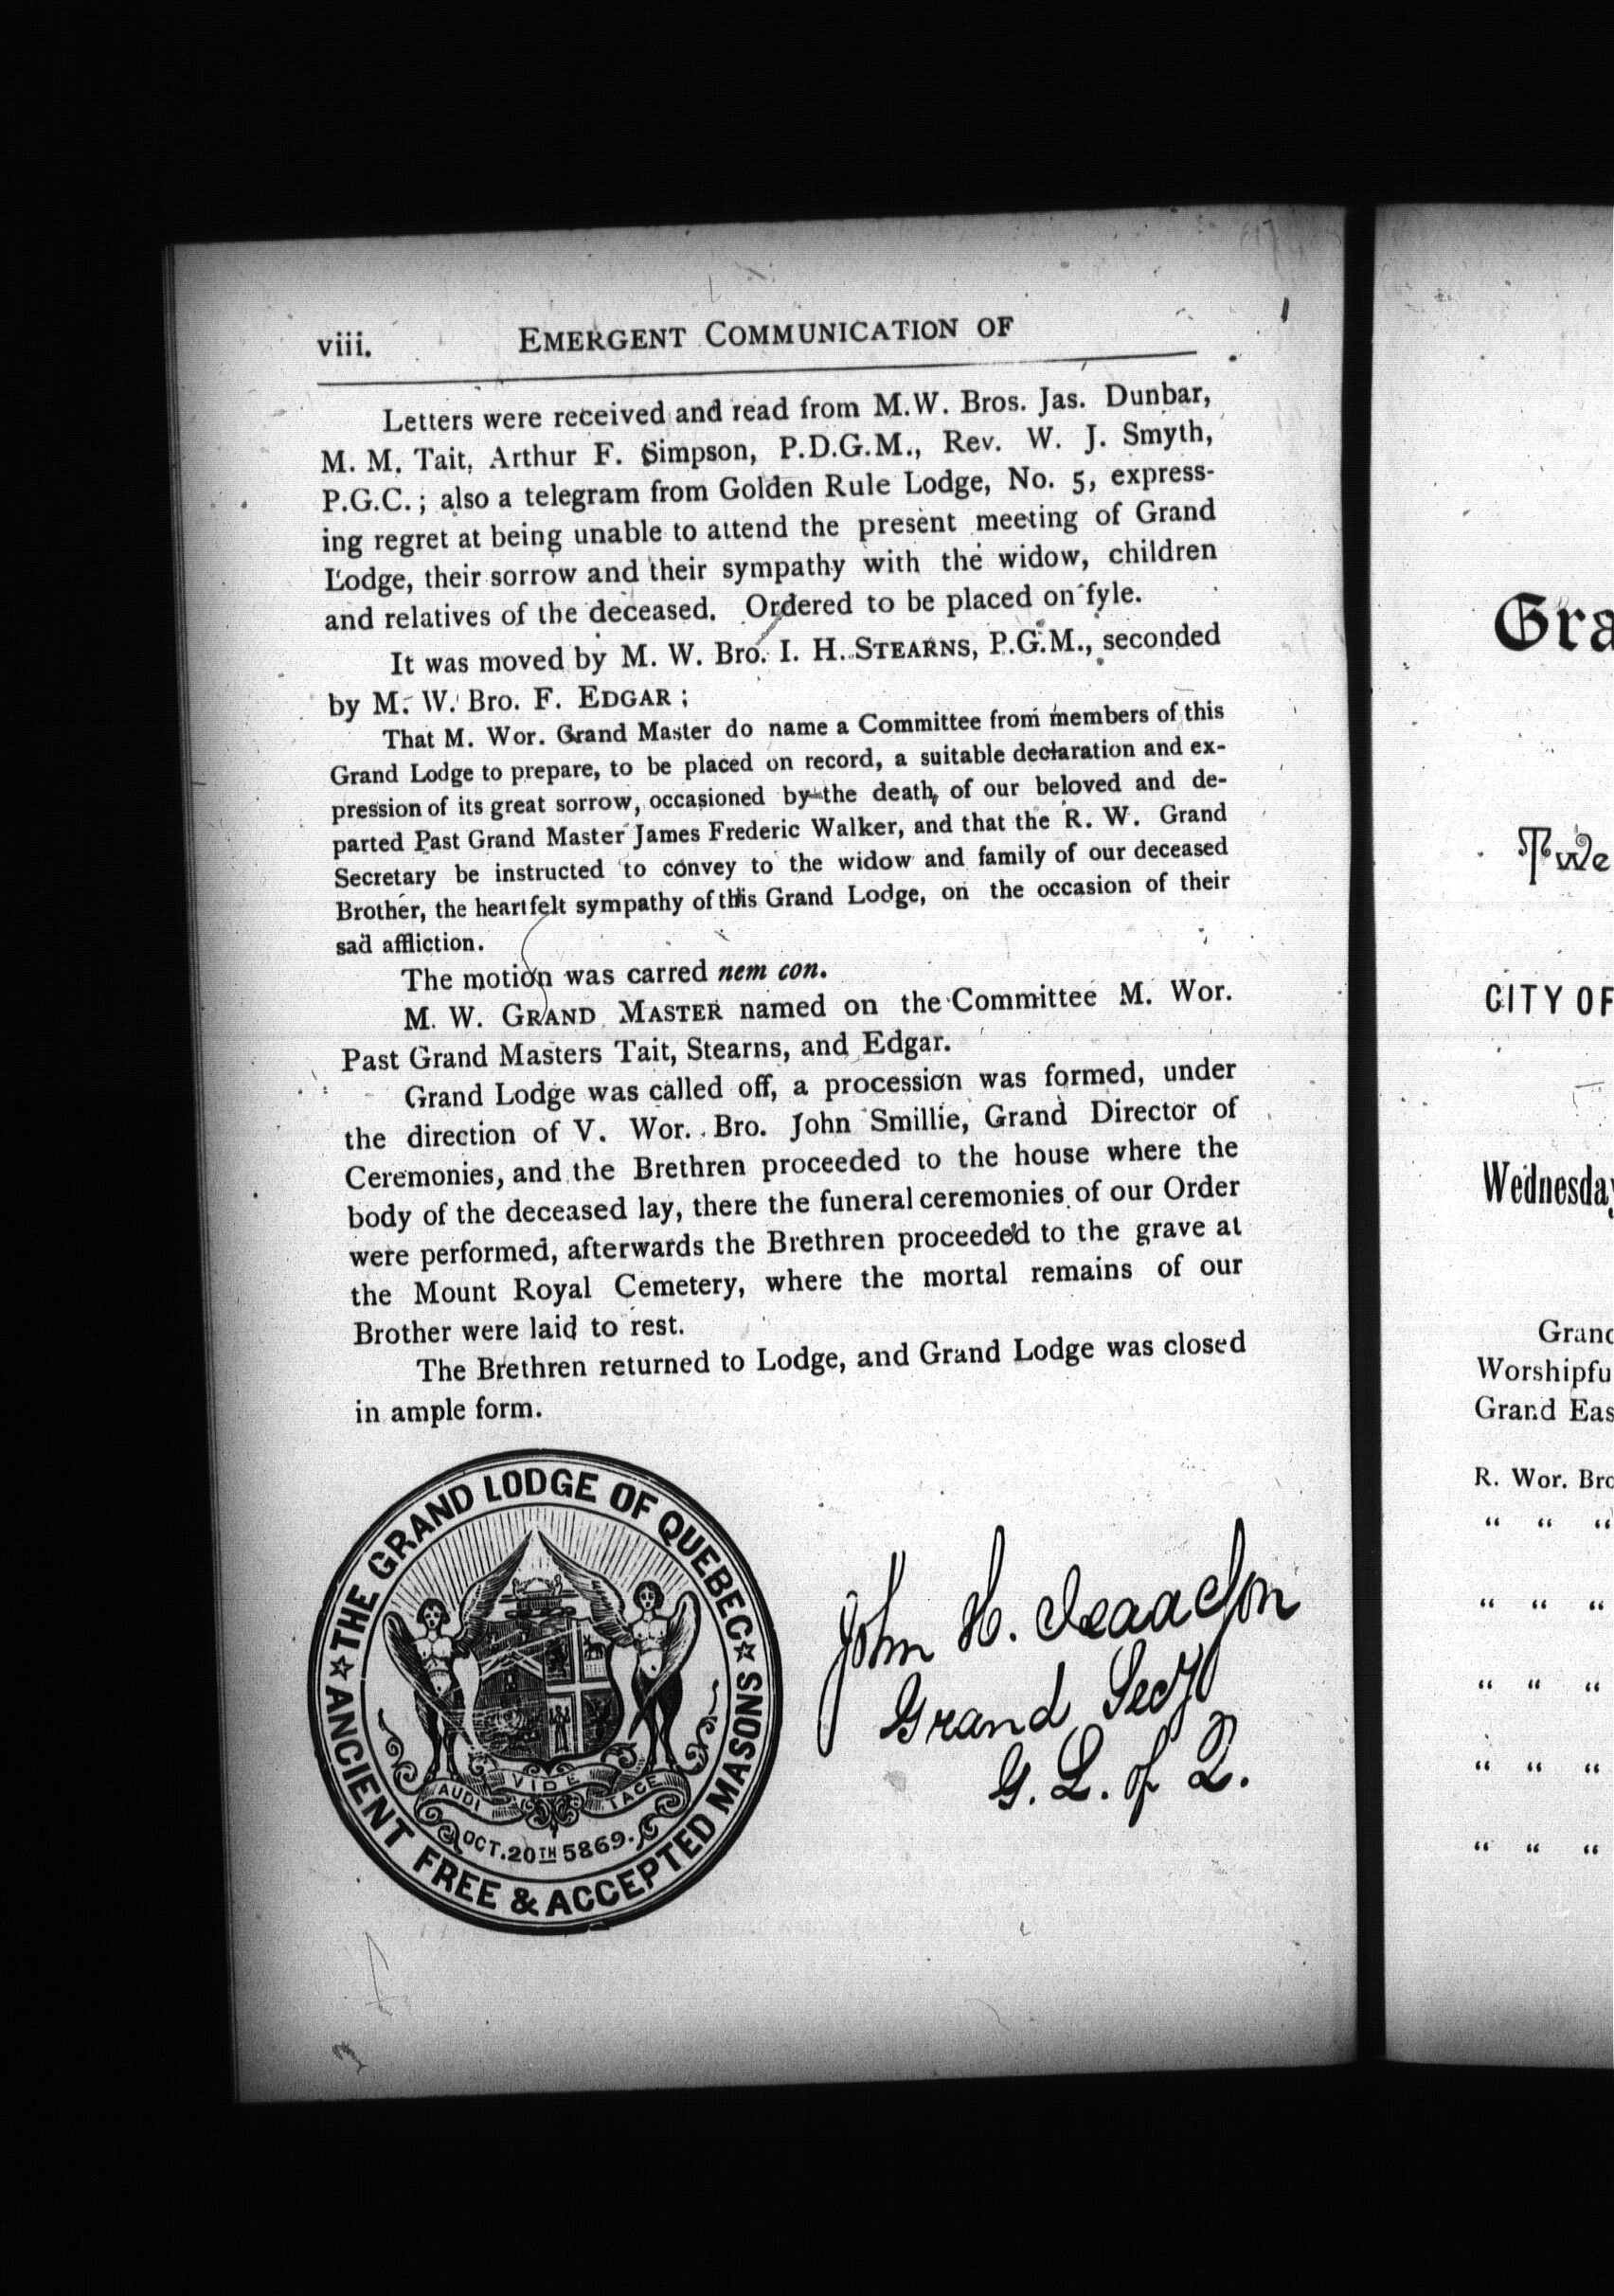 viii. EMERGENT COMMUNICATION OF
Letters were received and read from M.W. Bros. Jas. Dunbar,
M. M. Tait, Arthur F. Simpson, P.D.G.M., Rev. W. J. Smyth,
P.G.C.; also a telegram from Golden Rule Lodge, No. 5, express-
ing regret at being unable to attend the present meeting of Grand
Lodge, their sorrow and their sympathy with the widow, children
and relatives of the deceased. Ordered to be placed on fyle.
It was moved by M. W. Bro. I. H. STEARNS, P.G.M., seconded
by M. W. Bro. F. EDGAR;
That M. Wor. Grand Master do name a Committee from members of this
Grand Lodge to prepare, to be placed on record, a suitable declaration and ex-
pression of its great sorrow, occasioned by the death, of our beloved and de-
parted Past Grand Master James Frederic Walker, and that the R. W. Grand
Secretary be instructed to convey to the widow and family of our deceased
Brother, the heartfelt sympathy of this Grand Lodge, on the occasion of their
sad affliction.
The motion was carred nem con.
M. W. GRAND MASTER named on the Committee M. Wor.
Past Grand Masters Tait, Stearns, and Edgar.
Grand Lodge was called off, a procession was formed, under
the direction of V. Wor. Bro. John Smillie, Grand Director of
Ceremonies, and the Brethren proceeded to the house where the
body of the deceased lay, there the funeral ceremonies of our Order
were performed, afterwards the Brethren proceeded to the grave at
the Mount Royal Cemetery, where the mortal remains of our
Brother were laid to rest.
The Brethren returned to Lodge, and Grand Lodge was closed
in ample form.
THE GRAND LODGE OF QUEBEC
ANCIENT FREE & ACCEPTED MASONS
AUDI VIDE TACE
OCT. 20TH 5869.
John H. Isaacson
Grand Secy
G. L. of Q.
Gra
Twe
CITY OF
Wednesday
Grand
Worshipfu
Grand Eas
R. Wor. Bro
" " "
" " "
" " "
" " "
" " "